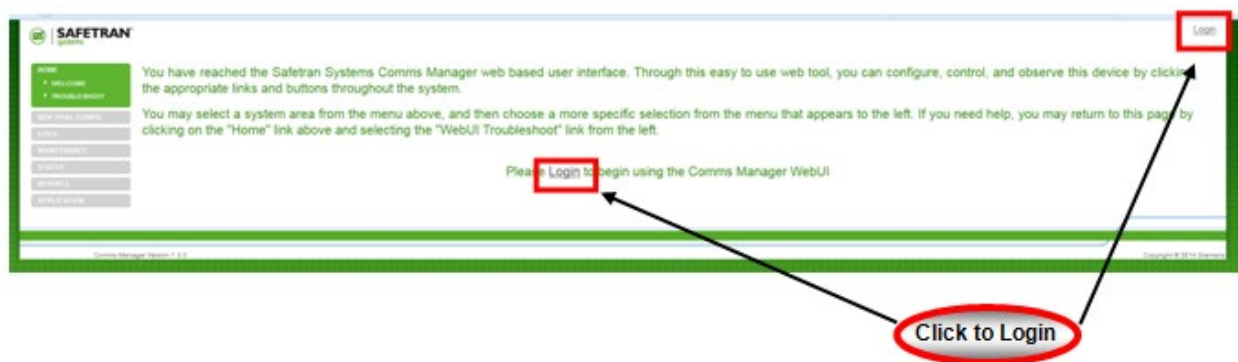 SAFETRAN
systems
Login
HOME
WELCOME
TROUBLESHOOT
NON VITAL CONFIG
LOGS
MAINTENANCE
STATUS
REPORTS
APPLICATION
You have reached the Safetran Systems Comms Manager web based user interface. Through this easy to use web tool, you can configure, control, and observe this device by clicking
the appropriate links and buttons throughout the system.
You may select a system area from the menu above, and then choose a more specific selection from the menu that appears to the left. If you need help, you may return to this page by
clicking on the "Home" link above and selecting the "WebUI Troubleshoot" link from the left.
Please Login to begin using the Comms Manager WebUI
Comms Manager Version 1.0.0
Copyright © 2014 Siemens
Click to Login